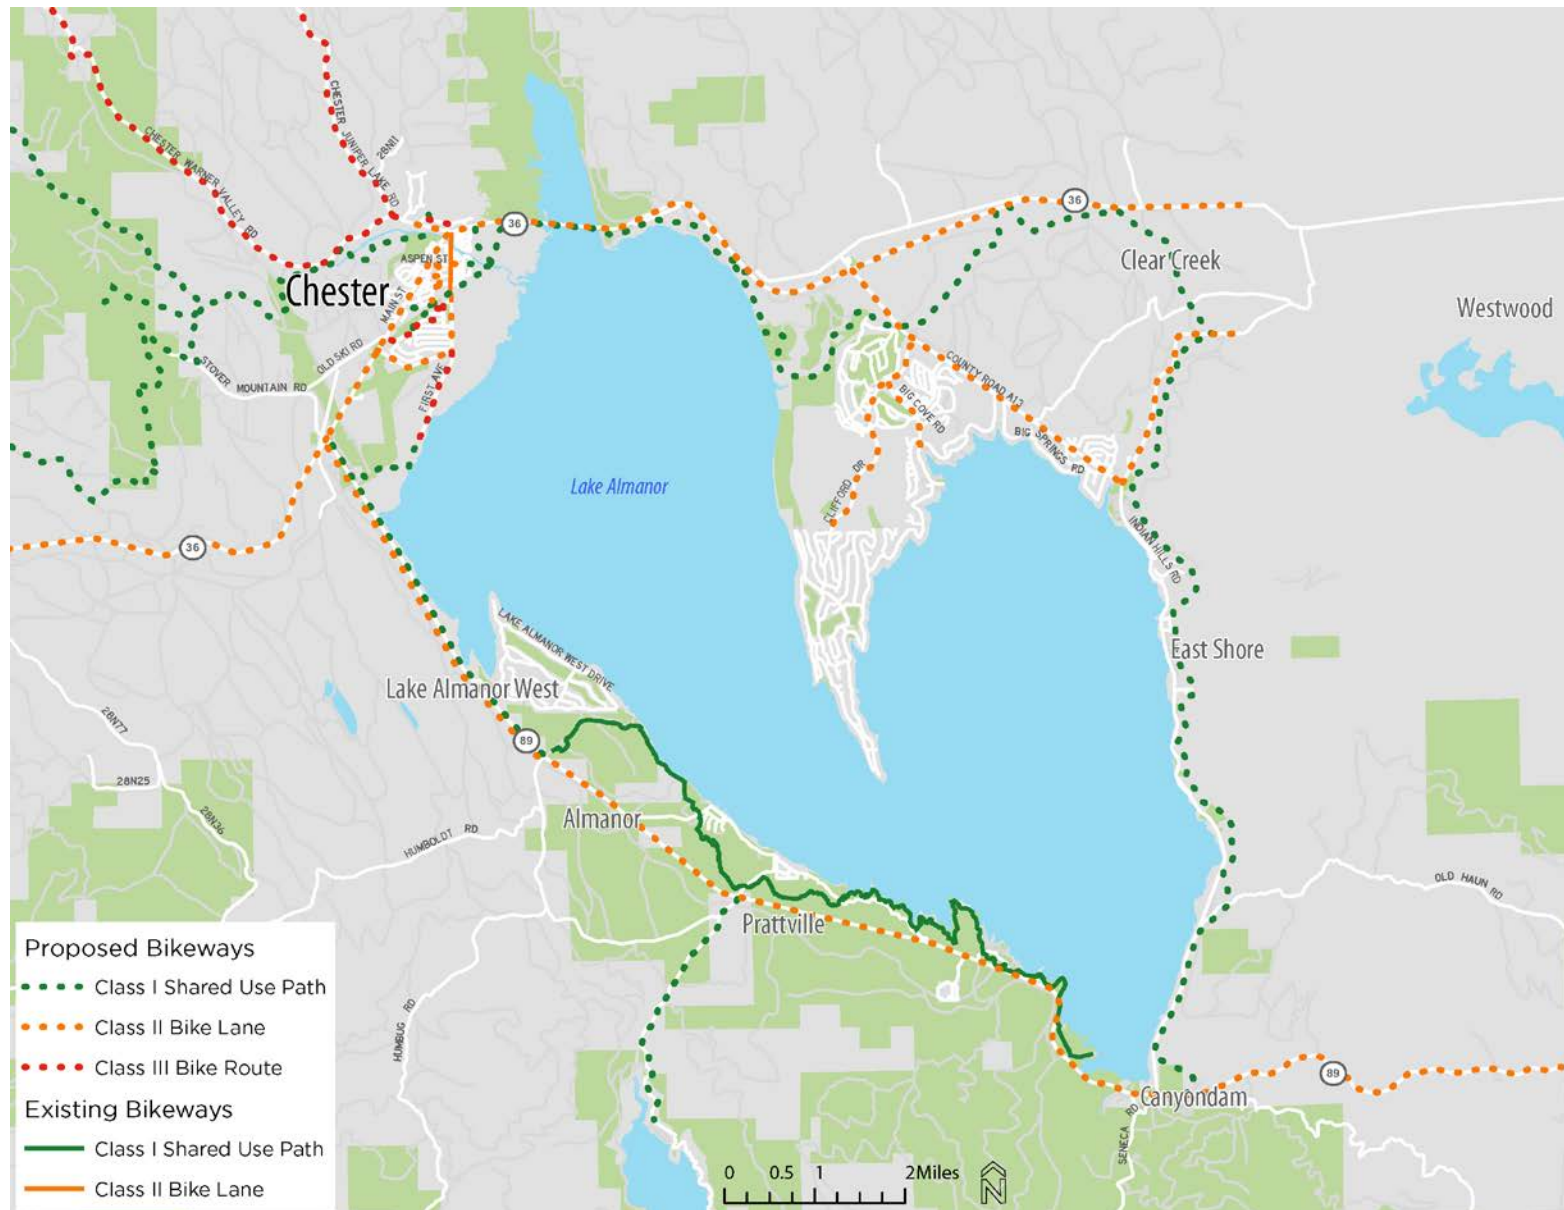 CHESTER WARNER VALLEY RD
CHESTER JUNIPER LAKE RD
28N11
36
36
ASPEN ST
Chester
MAIN ST
Clear Creek
Westwood
OLD SKI RD
STOVER MOUNTAIN RD
FIRST AVE
COUNTY ROAD A13
BIG COVE RD
BIG SPRINGS RD
Lake Almanor
CLIFFORD DR
INDIAN HILLS RD
36
LAKE ALMANOR WEST DRIVE
East Shore
Lake Almanor West
28N77
89
28N25
28N36
Almanor
HUMBOLDT RD
OLD HAUN RD
Prattville
HUMBUG RD
89
Canyondam
SENECA RD
Proposed Bikeways
Class I Shared Use Path
Class II Bike Lane
Class III Bike Route
Existing Bikeways
Class I Shared Use Path
Class II Bike Lane
0 0.5 1 2Miles
N